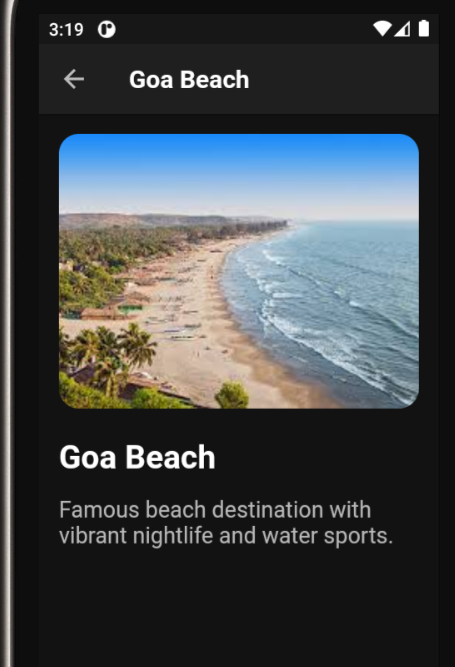 3:19
Goa Beach
Goa Beach
Famous beach destination with
vibrant nightlife and water sports.